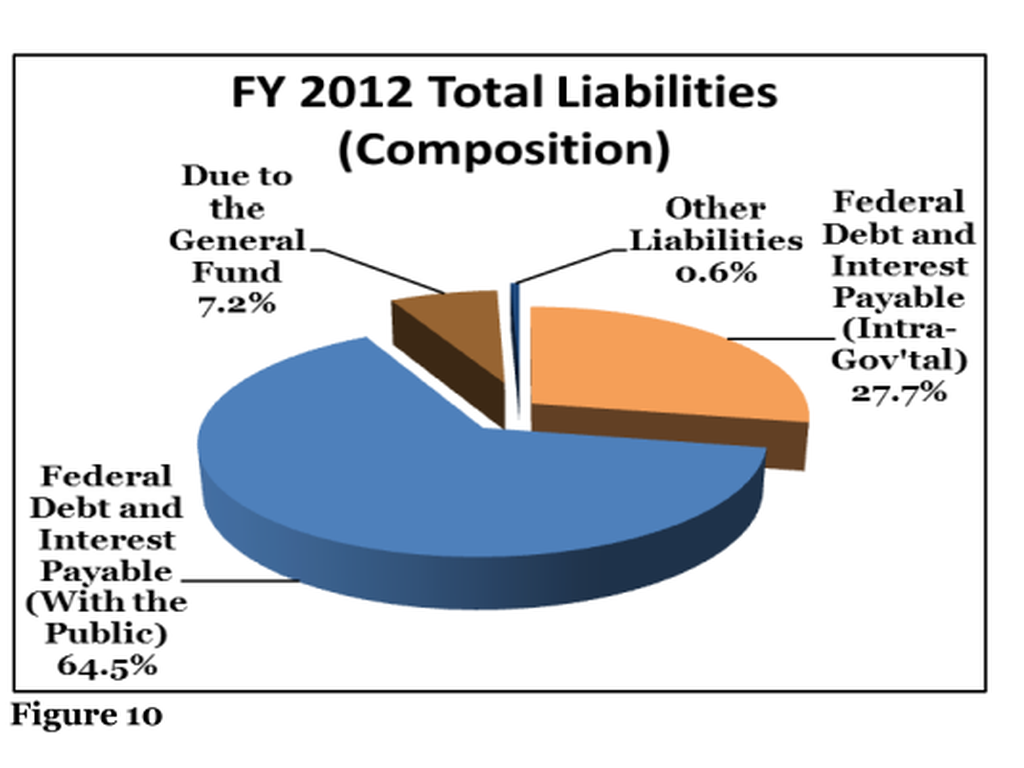 FY 2012 Total Liabilities
(Composition)
Due to
the
General
Fund
7.2%
Other
Liabilities
0.6%
Federal
Debt and
Interest
Payable
(Intra-
Gov'tal)
27.7%
Federal
Debt and
Interest
Payable
(With the
Public)
64.5%
Figure 10